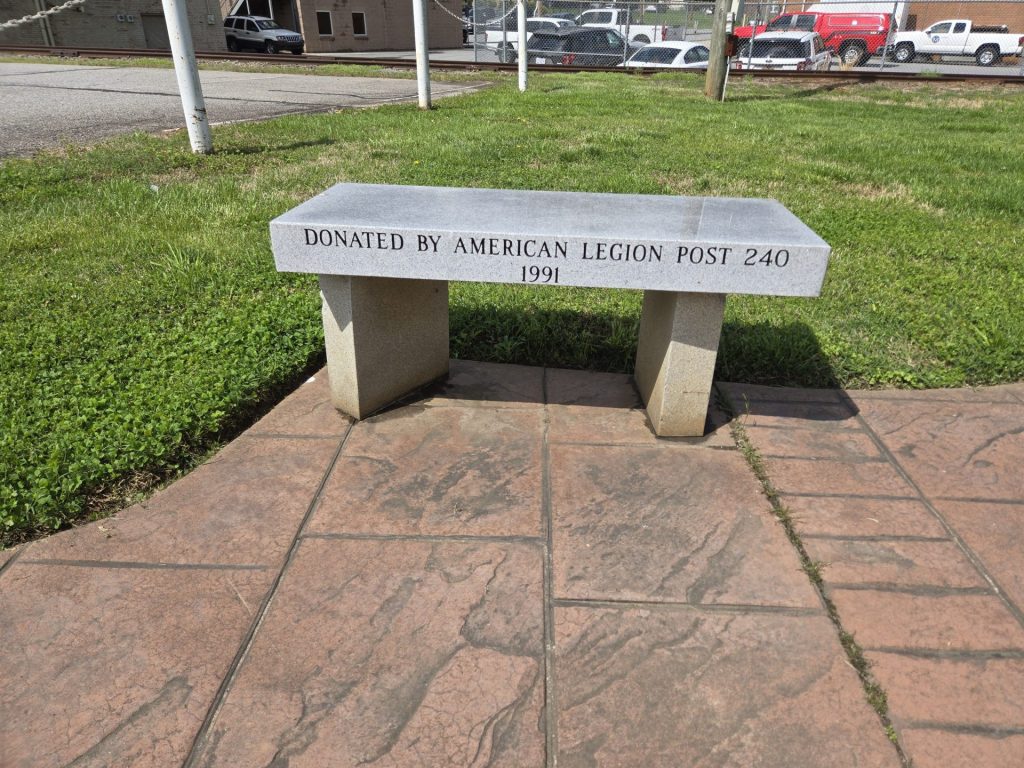 DONATED BY AMERICAN LEGION POST 240
1991